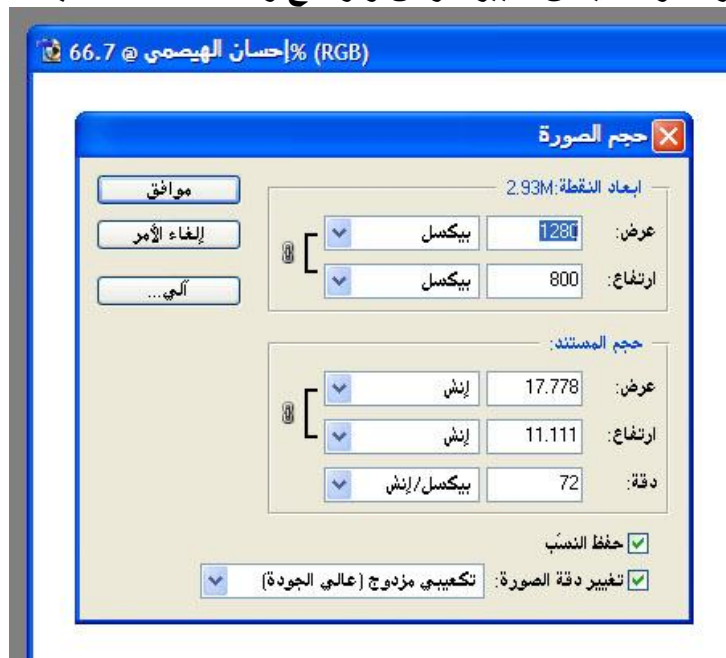 إحسان الهيصمي @ 66.7% (RGB)
حجم الصورة
ابعاد النقطة: 2.93M
عرض: 1280 بيكسل
ارتفاع: 800 بيكسل
حجم المستند:
عرض: 17.778 إنش
ارتفاع: 11.111 إنش
دقة: 72 بيكسل/إنش
حفظ النسَب
تغيير دقة الصورة: تكعيبي مزدوج (عالي الجودة)
موافق
إلغاء الأمر
آلي...